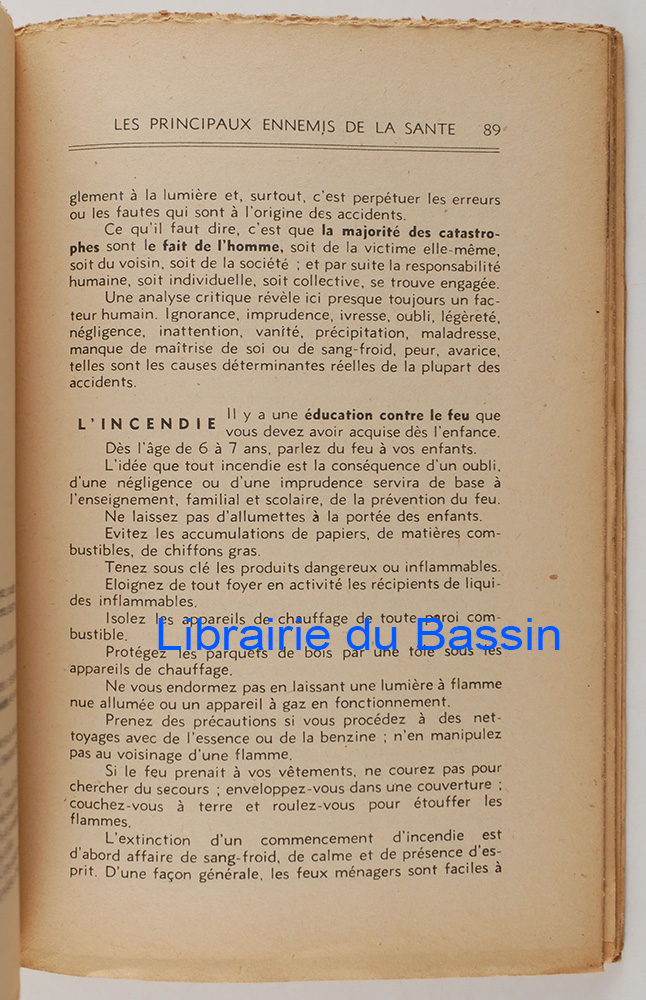 LES PRINCIPAUX ENNEMIS DE LA SANTE 89
glement à la lumière et, surtout, c'est perpétuer les erreurs
ou les fautes qui sont à l'origine des accidents.
Ce qu'il faut dire, c'est que la majorité des catastro-
phes sont le fait de l'homme, soit de la victime elle-même,
soit du voisin, soit de la société ; et par suite la responsabilité
humaine, soit individuelle, soit collective, se trouve engagée.
Une analyse critique révèle ici presque toujours un fac-
teur humain. Ignorance, imprudence, ivresse, oubli, légèreté,
négligence, inattention, vanité, précipitation, maladresse,
manque de maîtrise de soi ou de sang-froid, peur, avarice,
telles sont les causes déterminantes réelles de la plupart des
accidents.
L'INCENDIE Il y a une éducation contre le feu que
vous devez avoir acquise dès l'enfance.
Dès l'âge de 6 à 7 ans, parlez du feu à vos enfants.
L'idée que tout incendie est la conséquence d'un oubli,
d'une négligence ou d'une imprudence servira de base à
l'enseignement, familial et scolaire, de la prévention du feu.
Ne laissez pas d'allumettes à la portée des enfants.
Evitez les accumulations de papiers, de matières com-
bustibles, de chiffons gras.
Tenez sous clé les produits dangereux ou inflammables.
Eloignez de tout foyer en activité les récipients de liqui-
des inflammables.
Isolez les appareils de chauffage de toute paroi com-
bustible.
Librairie du Bassin
Protégez les parquets de bois par une tôle sous les
appareils de chauffage.
Ne vous endormez pas en laissant une lumière à flamme
nue allumée ou un appareil à gaz en fonctionnement.
Prenez des précautions si vous procédez à des net-
toyages avec de l'essence ou de la benzine ; n'en manipulez
pas au voisinage d'une flamme.
Si le feu prenait à vos vêtements, ne courez pas pour
chercher du secours ; enveloppez-vous dans une couverture ;
couchez-vous à terre et roulez-vous pour étouffer les
flammes.
L'extinction d'un commencement d'incendie est
d'abord affaire de sang-froid, de calme et de présence d'es-
prit. D'une façon générale, les feux ménagers sont faciles à